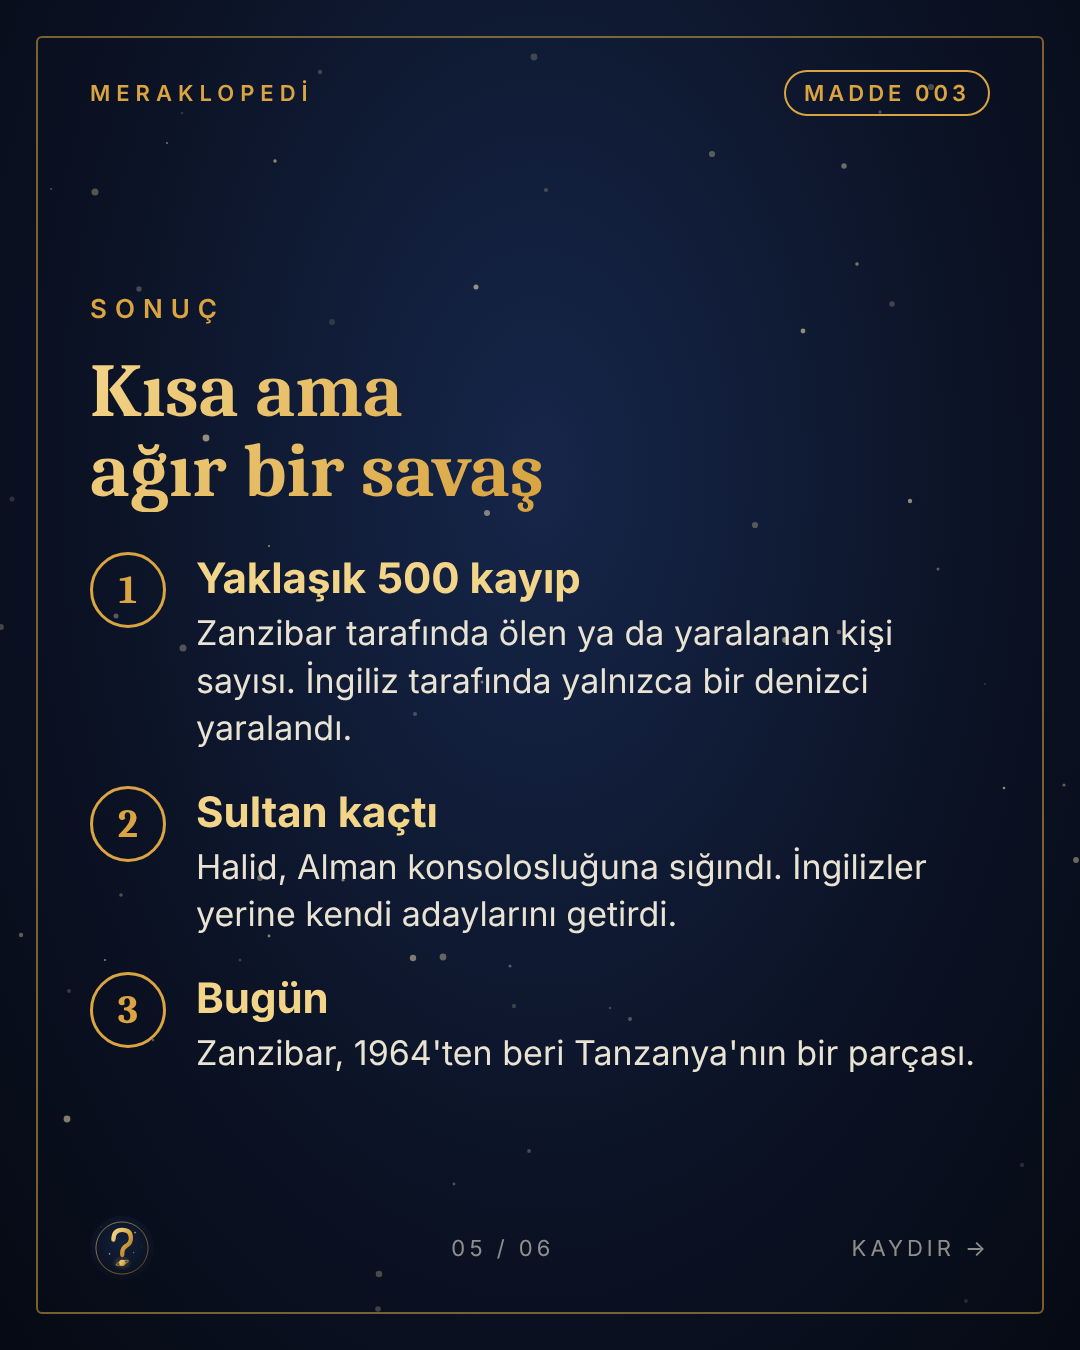 MERAKLOPEDİ
MADDE 003
SONUÇ
Kısa ama
ağır bir savaş
1
Yaklaşık 500 kayıp
Zanzibar tarafında ölen ya da yaralanan kişi
sayısı. İngiliz tarafında yalnızca bir denizci
yaralandı.
2
Sultan kaçtı
Halid, Alman konsolosluğuna sığındı. İngilizler
yerine kendi adaylarını getirdi.
3
Bugün
Zanzibar, 1964'ten beri Tanzanya'nın bir parçası.
?
05 / 06
KAYDIR →